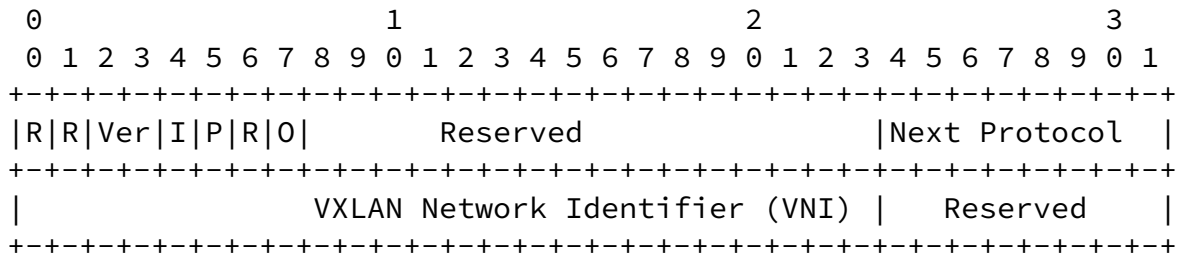 0                   1                   2                   3
 0 1 2 3 4 5 6 7 8 9 0 1 2 3 4 5 6 7 8 9 0 1 2 3 4 5 6 7 8 9 0 1
+-+-+-+-+-+-+-+-+-+-+-+-+-+-+-+-+-+-+-+-+-+-+-+-+-+-+-+-+-+-+-+-+
|R|R|Ver|I|P|R|O|       Reserved                |Next Protocol  |
+-+-+-+-+-+-+-+-+-+-+-+-+-+-+-+-+-+-+-+-+-+-+-+-+-+-+-+-+-+-+-+-+
|                VXLAN Network Identifier (VNI) |   Reserved    |
+-+-+-+-+-+-+-+-+-+-+-+-+-+-+-+-+-+-+-+-+-+-+-+-+-+-+-+-+-+-+-+-+